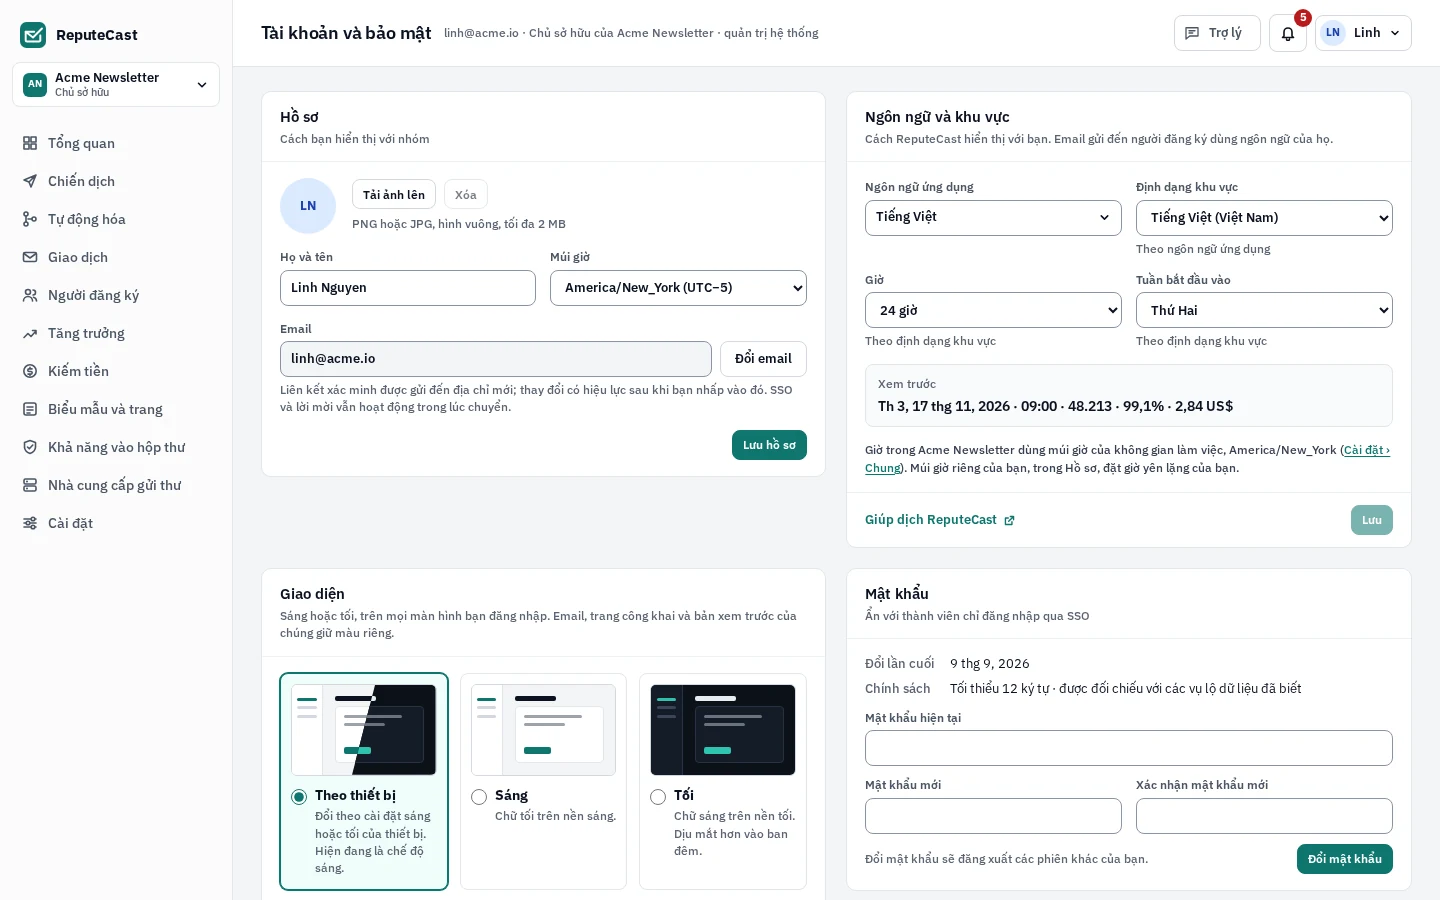 ReputeCast
AN
Acme Newsletter
Chủ sở hữu
Tổng quan
Chiến dịch
Tự động hóa
Giao dịch
Người đăng ký
Tăng trưởng
Kiếm tiền
Biểu mẫu và trang
Khả năng vào hộp thư
Nhà cung cấp gửi thư
Cài đặt
Tài khoản và bảo mật
linh@acme.io · Chủ sở hữu của Acme Newsletter · quản trị hệ thống
Trợ lý
5
LN
Linh
Hồ sơ
Cách bạn hiển thị với nhóm
LN
Tải ảnh lên
Xóa
PNG hoặc JPG, hình vuông, tối đa 2 MB
Họ và tên
Múi giờ
Linh Nguyen
America/New_York (UTC−5)
Email
linh@acme.io
Đổi email
Liên kết xác minh được gửi đến địa chỉ mới; thay đổi có hiệu lực sau khi bạn nhấp vào đó. SSO
và lời mời vẫn hoạt động trong lúc chuyển.
Lưu hồ sơ
Ngôn ngữ và khu vực
Cách ReputeCast hiển thị với bạn. Email gửi đến người đăng ký dùng ngôn ngữ của họ.
Ngôn ngữ ứng dụng
Định dạng khu vực
Tiếng Việt
Tiếng Việt (Việt Nam)
Theo ngôn ngữ ứng dụng
Giờ
Tuần bắt đầu vào
24 giờ
Thứ Hai
Theo định dạng khu vực
Theo định dạng khu vực
Xem trước
Th 3, 17 thg 11, 2026 · 09:00 · 48.213 · 99,1% · 2,84 US$
Giờ trong Acme Newsletter dùng múi giờ của không gian làm việc, America/New_York (Cài đặt ›
Chung). Múi giờ riêng của bạn, trong Hồ sơ, đặt giờ yên lặng của bạn.
Giúp dịch ReputeCast
Lưu
Giao diện
Sáng hoặc tối, trên mọi màn hình bạn đăng nhập. Email, trang công khai và bản xem trước của
chúng giữ màu riêng.
Theo thiết bị
Đổi theo cài đặt sáng
hoặc tối của thiết bị.
Hiện đang là chế độ
sáng.
Sáng
Chữ tối trên nền sáng.
Tối
Chữ sáng trên nền tối.
Dịu mắt hơn vào ban
đêm.
Mật khẩu
Ẩn với thành viên chỉ đăng nhập qua SSO
Đổi lần cuối
9 thg 9, 2026
Chính sách
Tối thiểu 12 ký tự · được đối chiếu với các vụ lộ dữ liệu đã biết
Mật khẩu hiện tại
Mật khẩu mới
Xác nhận mật khẩu mới
Đổi mật khẩu sẽ đăng xuất các phiên khác của bạn.
Đổi mật khẩu